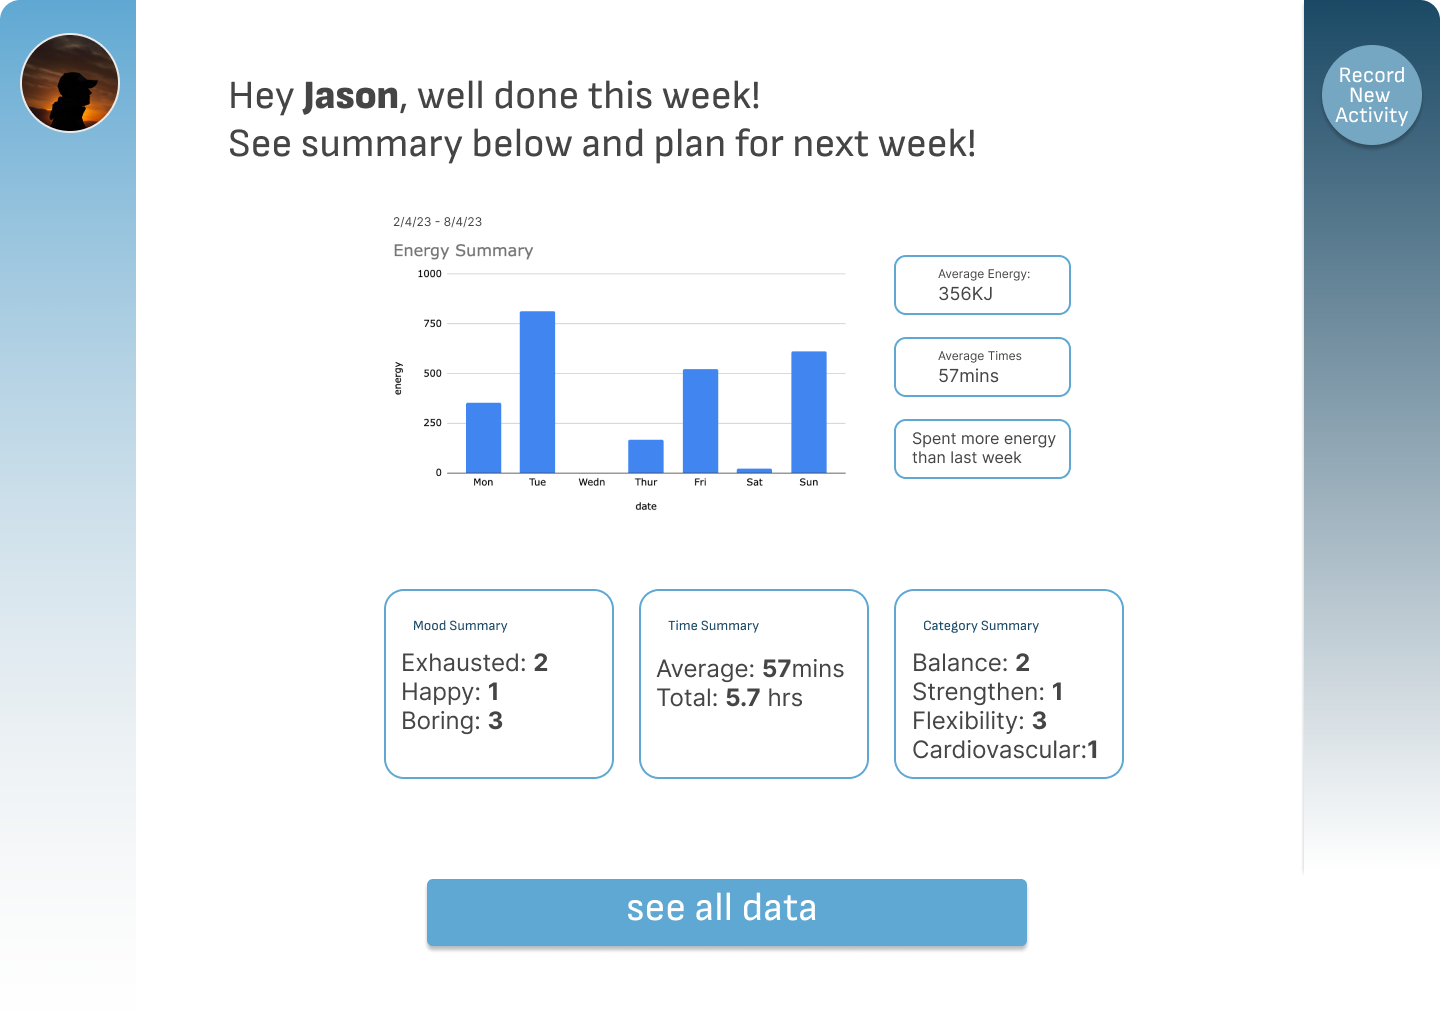 Record
New
Activity
Hey Jason, well done this week!
See summary below and plan for next week!
2/4/23 - 8/4/23
Energy Summary
1000
750
500
250
0
energy
Mon Tue Wedn Thur Fri Sat Sun
date
Average Energy:
356KJ
Average Times
57mins
Spent more energy
than last week
Mood Summary
Exhausted: 2
Happy: 1
Boring: 3
Time Summary
Average: 57mins
Total: 5.7 hrs
Category Summary
Balance: 2
Strengthen: 1
Flexibility: 3
Cardiovascular:1
see all data